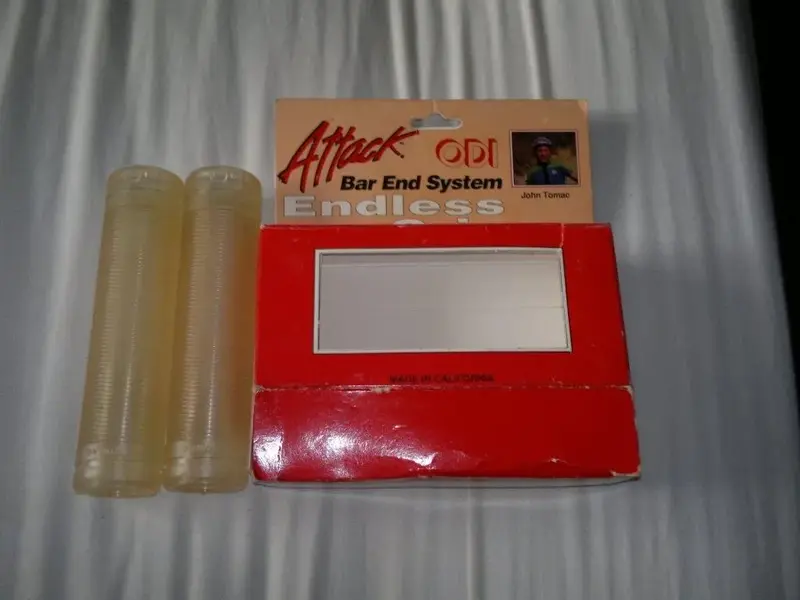 Attack
ODI
Bar End System
John Tomac
Endless
MADE IN CALIFORNIA